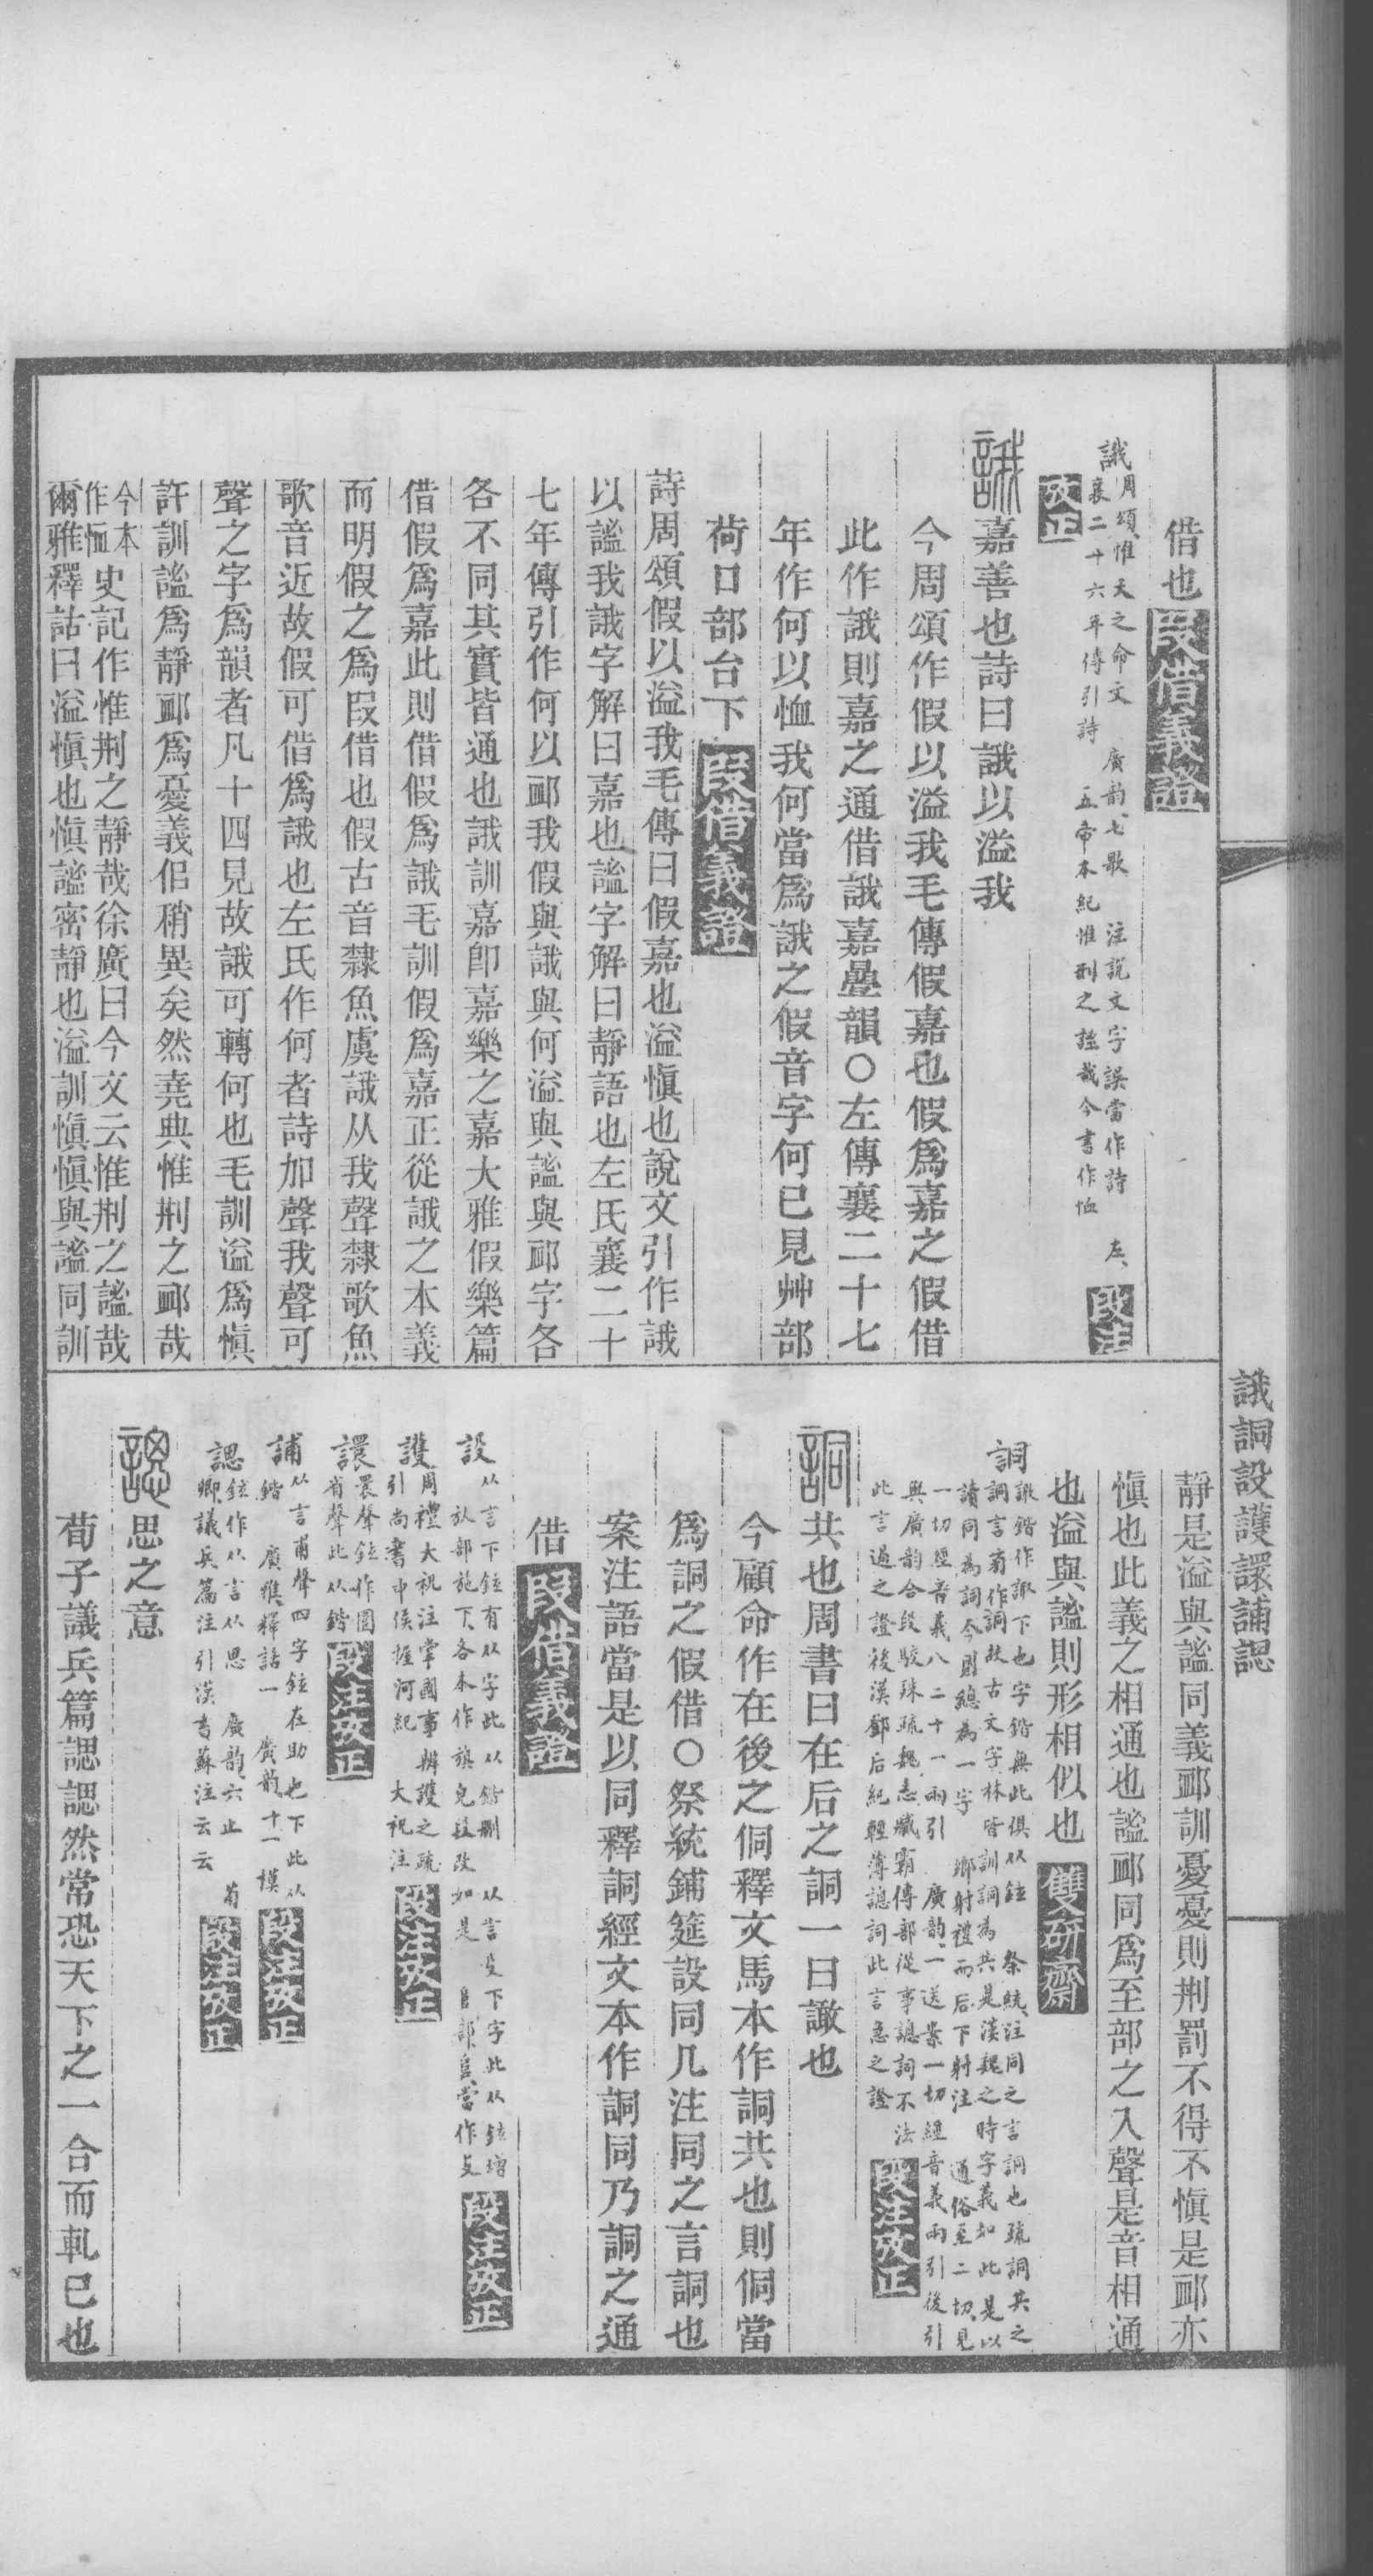 借也 叚借義證
誐 周頌惟天之命文 廣韵七歌 注說文字誤當作詩 左
襄二十六年傳引詩 五帝本紀惟刑之謐哉今書作恤 段注
攷正
誐 嘉善也詩曰誐以溢我
今周頌作假以溢我毛傳假嘉也假爲嘉之假借
此作誐則嘉之通借誐嘉疊韻○左傳襄二十七
年作何以恤我何當爲誐之假音字何已見艸部
荷口部台下 叚借義證
詩周頌假以溢我毛傳曰假嘉也溢愼也說文引作誐
以謐我誐字解曰嘉也謐字解曰靜語也左氏襄二十
七年傳引作何以卹我假與誐與何溢與謐與卹字各
各不同其實皆通也誐訓嘉卽嘉樂之嘉大雅假樂篇
借假爲嘉此則借假爲誐毛訓假爲嘉正從誐之本義
而明假之爲叚借也假古音隸魚虞誐从我聲隸歌魚
歌音近故假可借爲誐也左氏作何者詩加聲我聲可
聲之字爲韻者凡十四見故誐可轉何也毛訓溢爲愼
許訓謐爲靜卹爲憂義侣稍異矣然堯典惟荆之卹哉
今本作恤 史記作惟荆之靜哉徐廣曰今文云惟荆之謐哉
爾雅釋詁曰溢愼也愼謐密靜也溢訓愼愼與謐同訓
誐詷設護譞誧諰
靜是溢與謐同義卹訓憂憂則荆罰不得不愼是卹亦
愼也此義之相通也謐卹同爲至部之入聲是音相通
也溢與謐則形相似也 雙硏齋
詷 諏鍇作諏下也字鍇無此俱从鉉 祭統注同之言詷也疏詷共之
詷言菊作詞故古文字林皆訓詷為共是漢魏之時字義如此是以
讀同為詞今則總為一字 鄉射禮而后下射注 通俗至二切見
一切經音義八二十一兩引 廣韵一送 案一切經音義兩引後引
與廣韵合段駮殊疏魏志臧霸傳部從事謥詞不法
此言過之證後漢鄧后紀輕薄謥詞此言急之證 段注攷正
詷 共也周書曰在后之詷一曰譀也
今顧命作在後之侗釋文馬本作詷共也則侗當
爲詷之假借○祭統鋪筵設同几注同之言詷也
案注語當是以同釋詷經文本作詷同乃詷之通
借 叚借義證
設 从言下鉉有从字此从鍇刪 从言殳下字此从鉉增
㫃部施下各本作旗皃段改如是 㠯部㠯當作殳 段注攷正
護 周禮大祝注掌國事辨護之疏
引尚書中侯握河紀 大祝注 段注攷正
譞 睘聲鉉作圜
省聲此从鍇 段注攷正
誧 从言甫聲四字鉉在助也下此从
鍇 廣雅釋詁一 廣韵十一模 段注攷正
諰 鉉作从言从思 廣韵六止 荀
卿議兵篇注引漢書蘇注云云 段注攷正
諰 思之意
荀子議兵篇諰諰然常恐天下之一合而軋已也